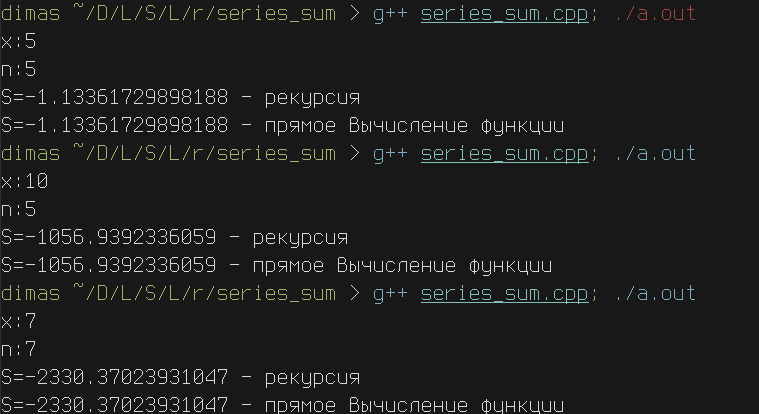 dimas ~/D/L/S/L/r/series_sum > g++ series_sum.cpp; ./a.out
x:5
n:5
S=-1.13361729898188 - рекурсия
S=-1.13361729898188 - прямое Вычисление функции
dimas ~/D/L/S/L/r/series_sum > g++ series_sum.cpp; ./a.out
x:10
n:5
S=-1056.9392336059 - рекурсия
S=-1056.9392336059 - прямое Вычисление функции
dimas ~/D/L/S/L/r/series_sum > g++ series_sum.cpp; ./a.out
x:7
n:7
S=-2330.37023931047 - рекурсия
S=-2330.37023931047 - прямое Вычисление функции